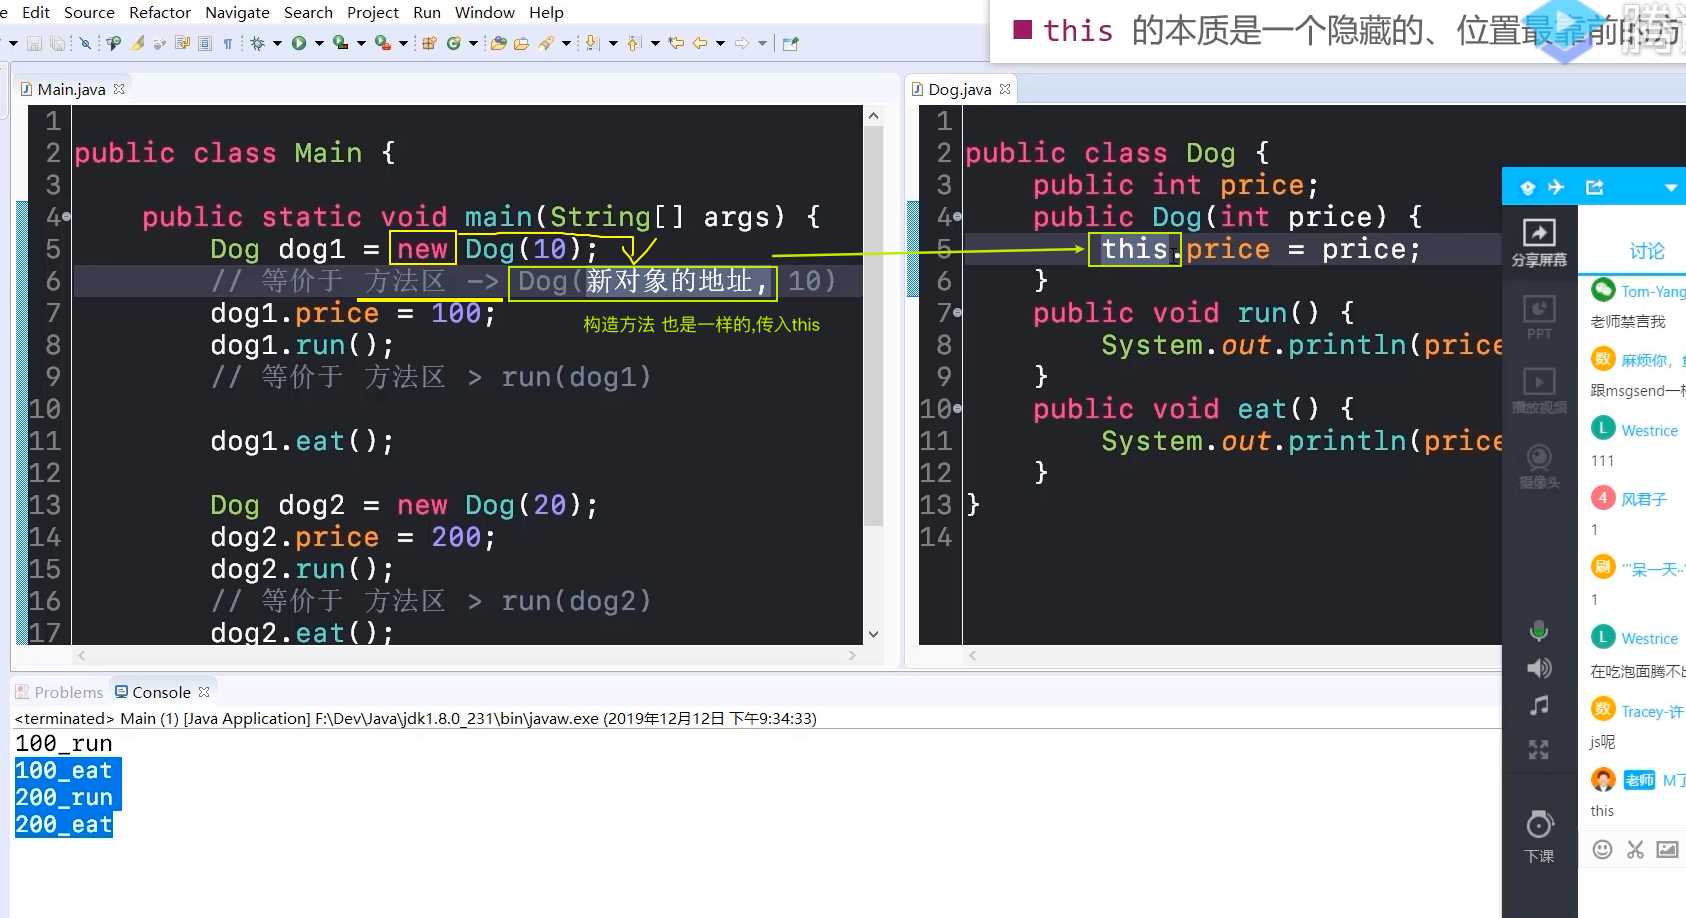 e Edit Source Refactor Navigate Search Project Run Window Help
■ this 的本质是一个隐藏的、位置最靠前的方
Main.java
1
2 public class Main {
3
4 public static void main(String[] args) {
5 Dog dog1 = new Dog(10);
6 // 等价于 方法区 -> Dog(新对象的地址, 10)
7 dog1.price = 100;
构造方法 也是一样的,传入this
8 dog1.run();
9 // 等价于 方法区 > run(dog1)
10
11 dog1.eat();
12
13 Dog dog2 = new Dog(20);
14 dog2.price = 200;
15 dog2.run();
16 // 等价于 方法区 > run(dog2)
17 dog2.eat();
Dog.java
1
2 public class Dog {
3 public int price;
4 public Dog(int price) {
5 this.price = price;
6 }
7 public void run() {
8 System.out.println(price
9 }
10 public void eat() {
11 System.out.println(price
12 }
13 }
14
Problems Console
<terminated> Main (1) [Java Application] F:\Dev\Java\jdk1.8.0_231\bin\javaw.exe (2019年12月12日 下午9:34:33)
100_run
100_eat
200_run
200_eat
分享屏幕
PPT
播放视频
摄像头
下课
讨论
Tom-Yang
老师禁言我
数 麻烦你，
跟msgsend一
L Westrice
111
4 风君子
1
刷 呆一天
1
L Westrice
在吃泡面腾不
数 Tracey-许
js呢
老师 M了
this